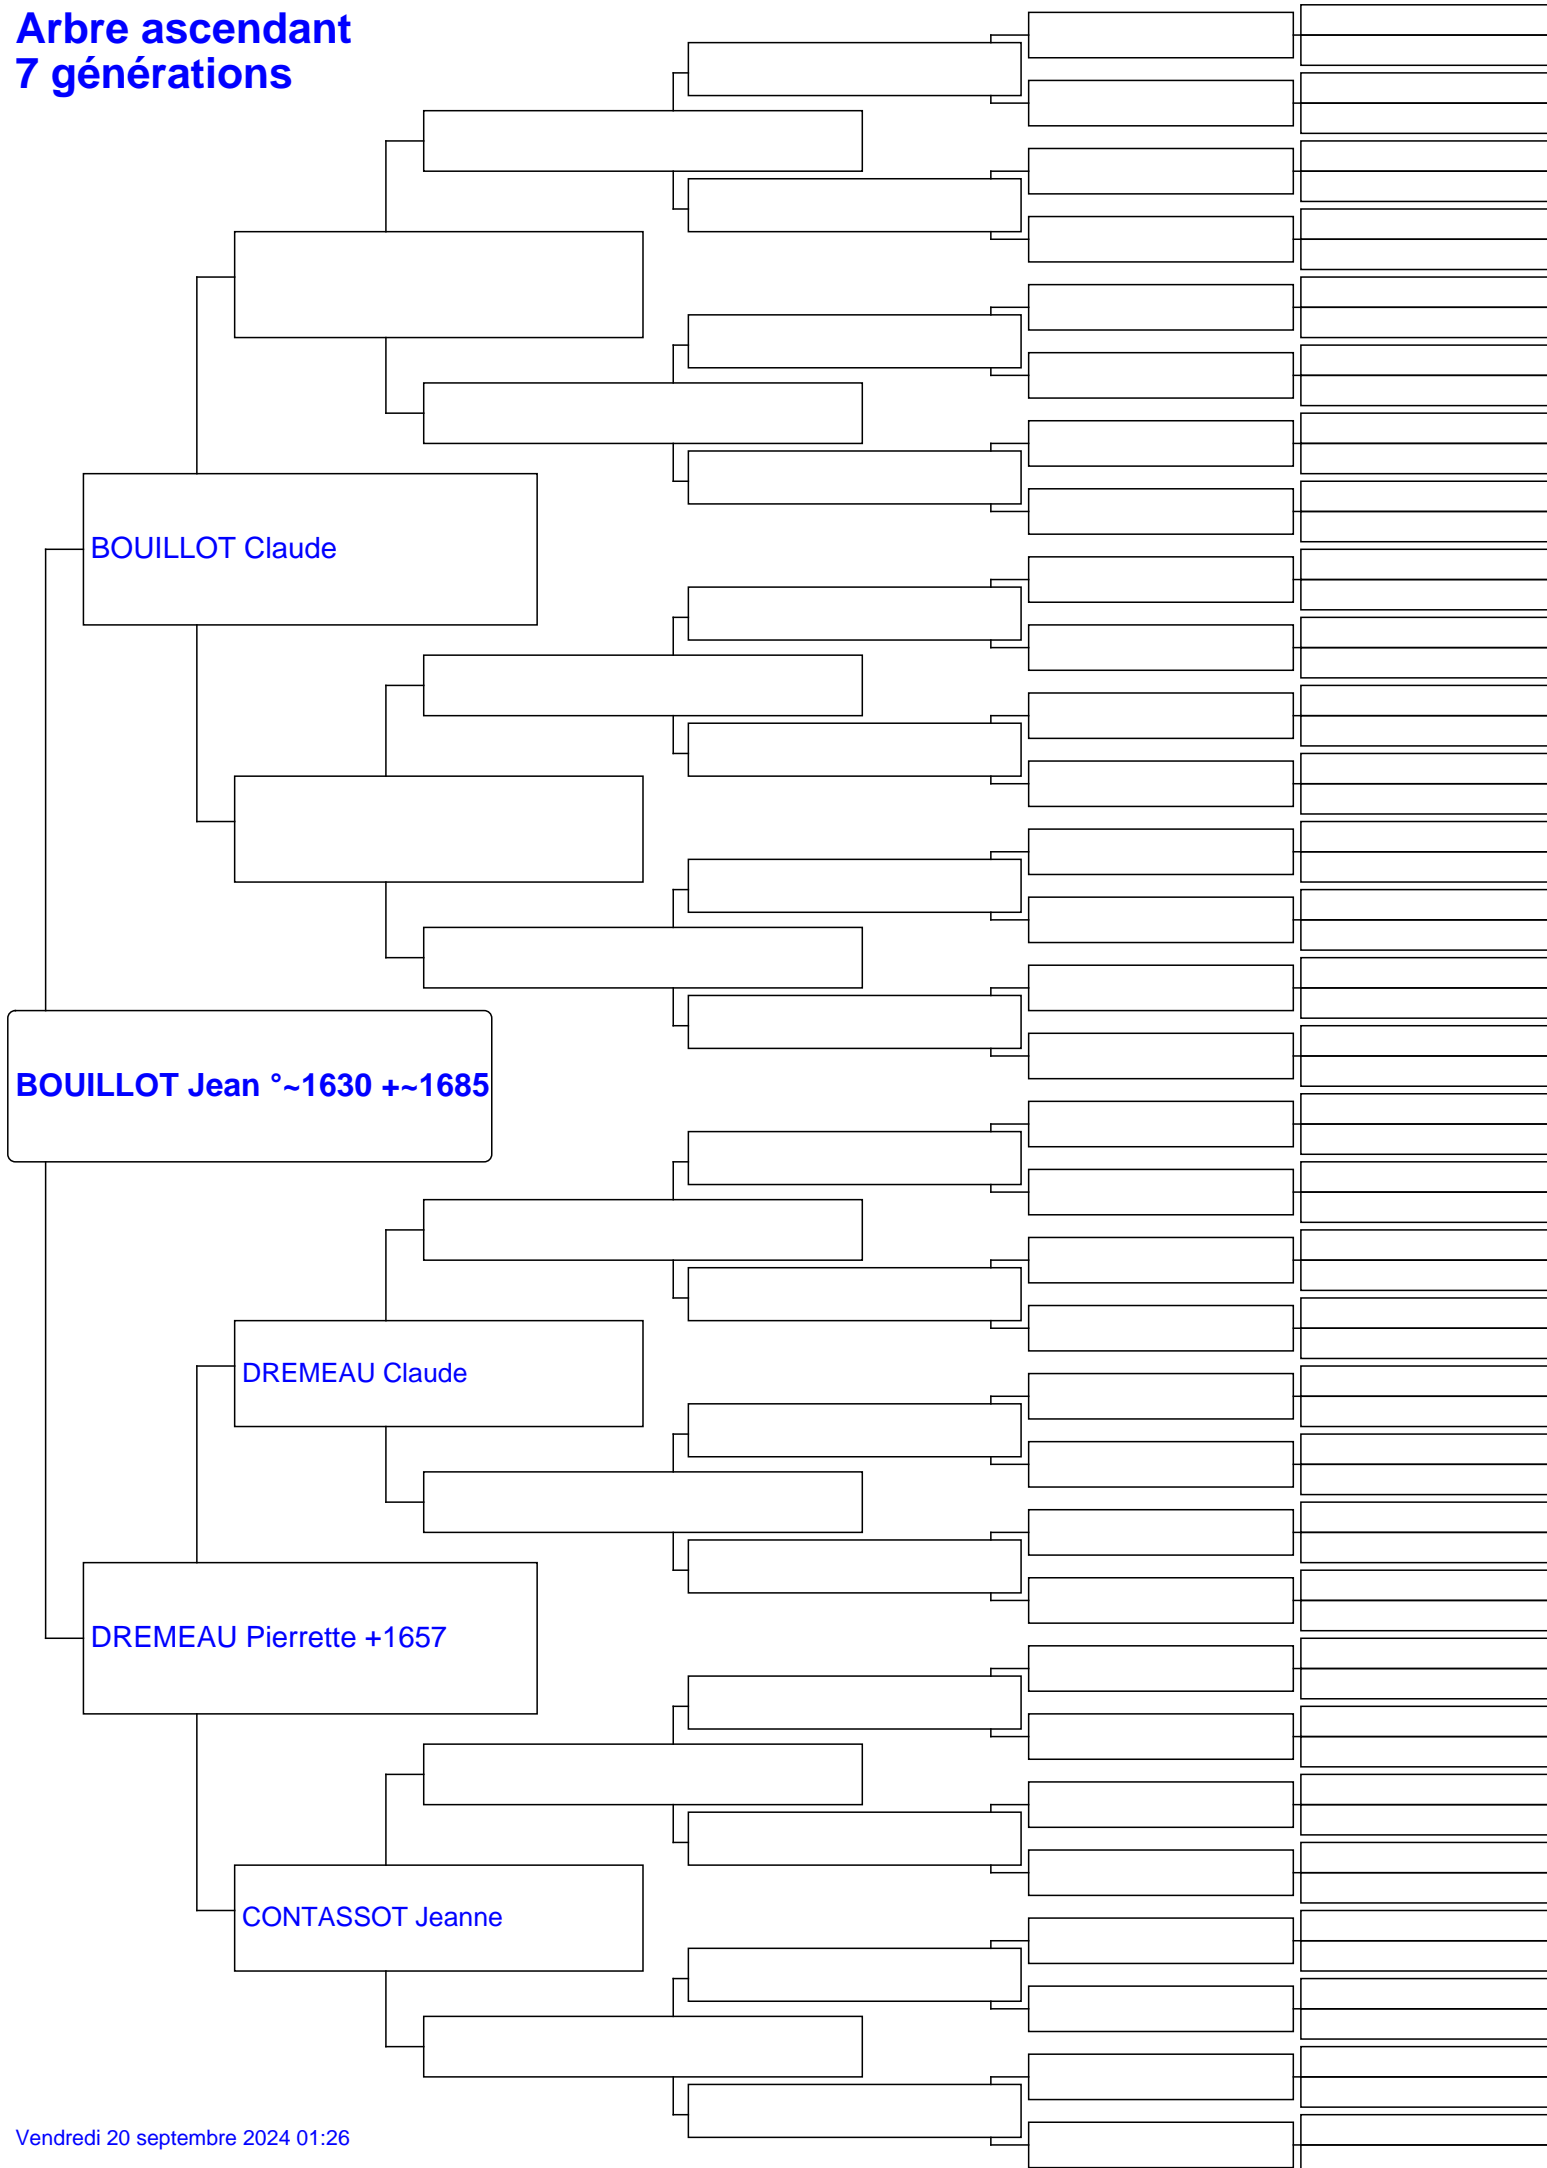 Arbre ascendant
7 générations
BOUILLOT Claude
BOUILLOT Jean °~1630 +~1685
DREMEAU Claude
DREMEAU Pierrette +1657
CONTASSOT Jeanne
Vendredi 20 septembre 2024 01:26